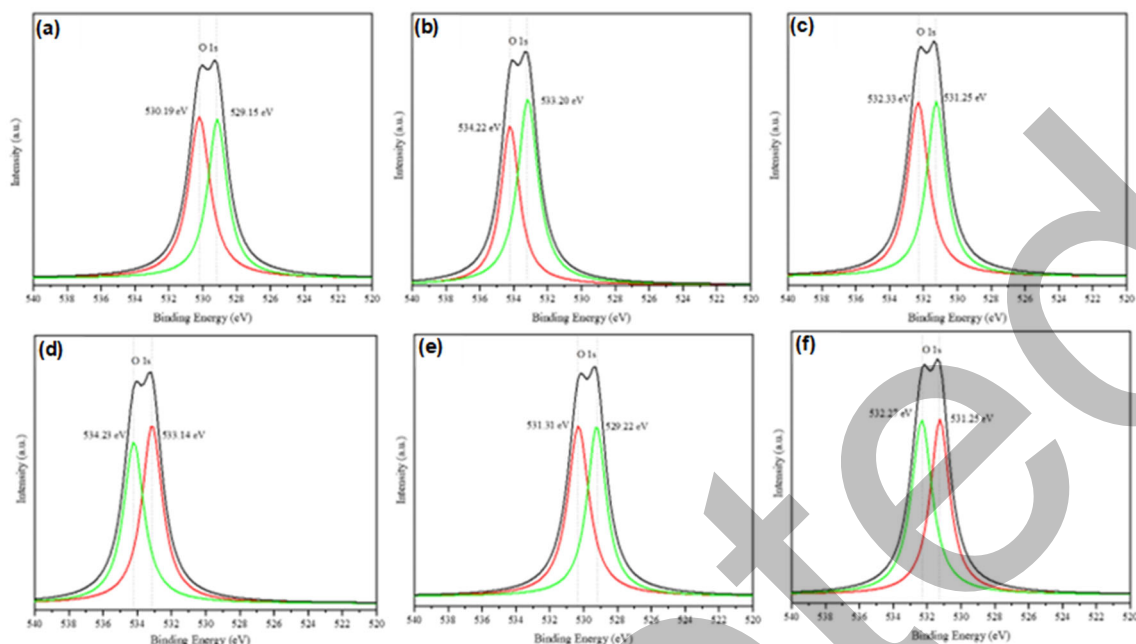 (a)
O 1s
530.19 eV
529.15 eV
Intensity (a.u.)
540 538 536 534 532 530 528 526 524 522 520
Binding Energy (eV)
(b)
O 1s
534.22 eV
533.20 eV
Intensity (a.u.)
540 538 536 534 532 530 528 526 524 522 520
Binding Energy (eV)
(c)
O 1s
532.33 eV
531.25 eV
Intensity (a.u.)
540 538 536 534 532 530 528 526 524 522 520
Binding Energy (eV)
(d)
O 1s
534.23 eV
533.14 eV
Intensity (a.u.)
540 538 536 534 532 530 528 526 524 522 520
Binding Energy (eV)
(e)
O 1s
531.31 eV
529.22 eV
Intensity (a.u.)
540 538 536 534 532 530 528 526 524 522 520
Binding Energy (eV)
(f)
O 1s
532.27 eV
531.25 eV
Intensity (a.u.)
540 538 536 534 532 530 528 526 524 522 520
Binding Energy (eV)